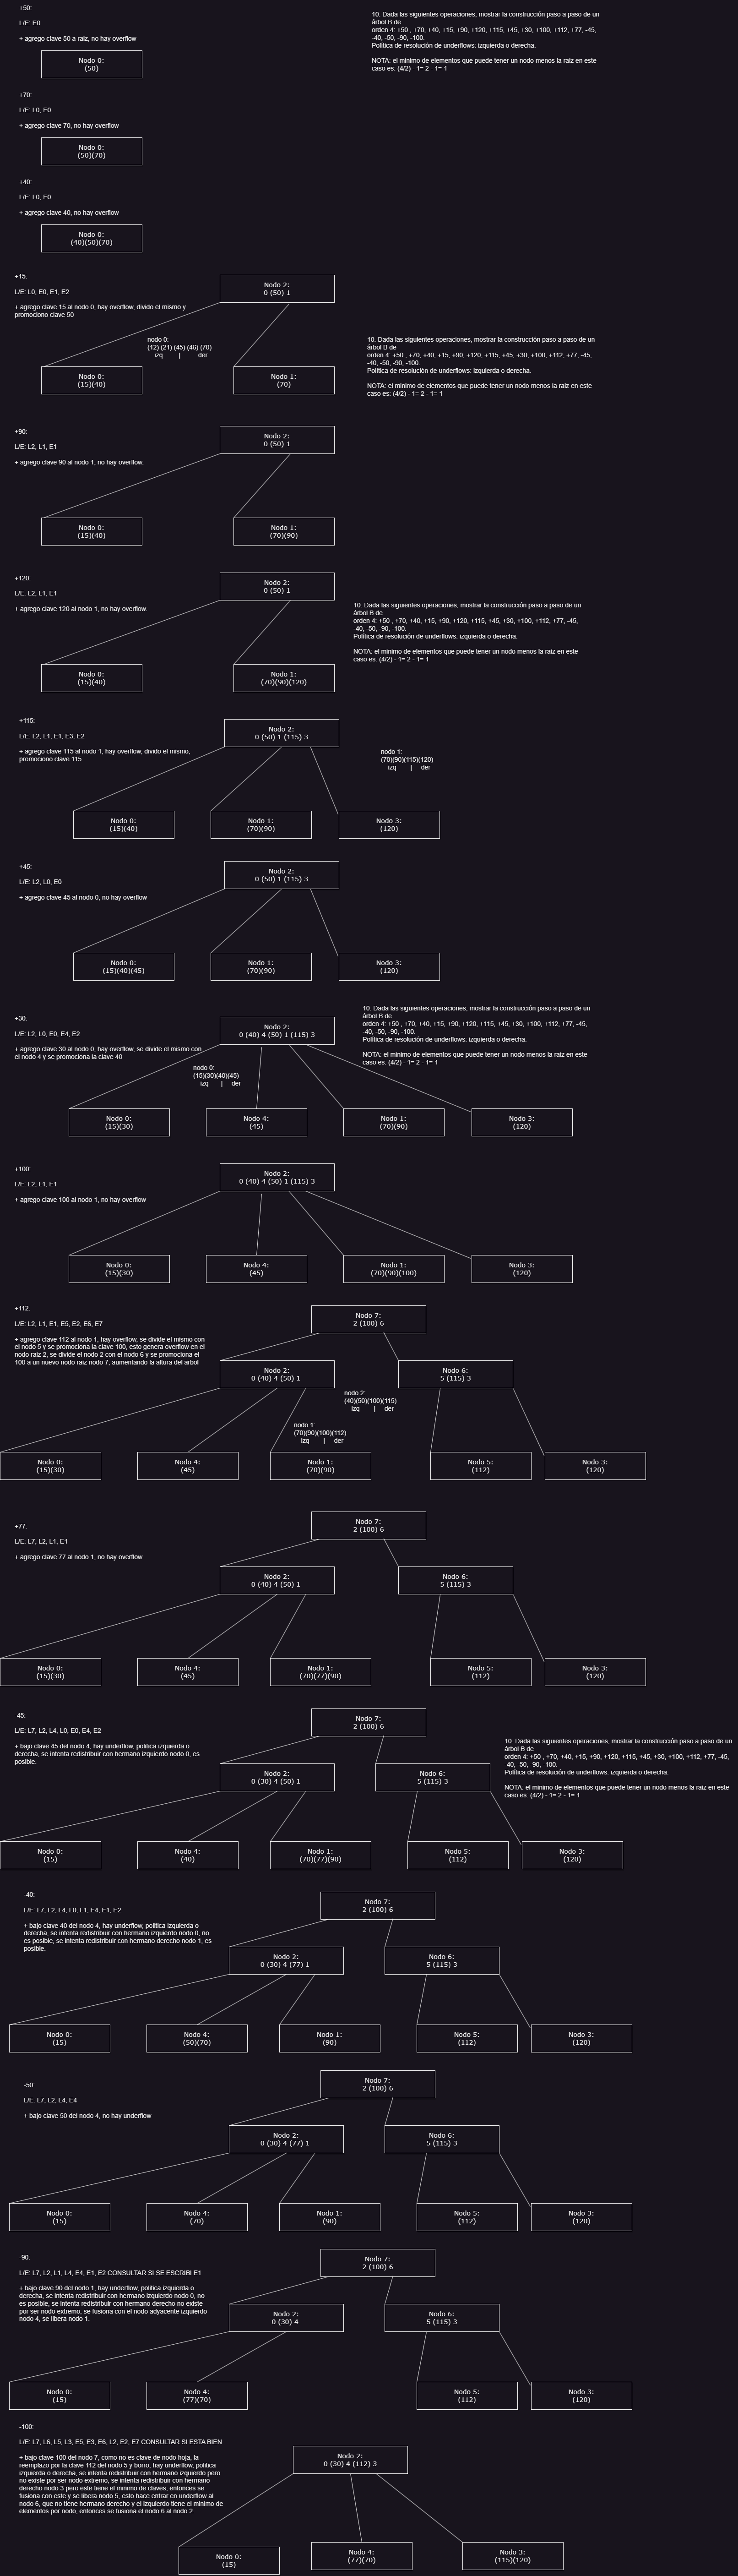 +50:
L/E: E0
+ agrego clave 50 a raiz, no hay overflow
Nodo 0:
(50)
10. Dada las siguientes operaciones, mostrar la construcción paso a paso de un
árbol B de
orden 4: +50 , +70, +40, +15, +90, +120, +115, +45, +30, +100, +112, +77, -45,
-40, -50, -90, -100.
Política de resolución de underflows: izquierda o derecha.
NOTA: el minimo de elementos que puede tener un nodo menos la raiz en este
caso es: (4/2) - 1= 2 - 1= 1
+70:
L/E: L0, E0
+ agrego clave 70, no hay overflow
Nodo 0:
(50)(70)
+40:
L/E: L0, E0
+ agrego clave 40, no hay overflow
Nodo 0:
(40)(50)(70)
+15:
L/E: L0, E0, E1, E2
+ agrego clave 15 al nodo 0, hay overflow, divido el mismo y
promociono clave 50
Nodo 2:
0 (50) 1
nodo 0:
(12) (21) (45) (46) (70)
izq | der
Nodo 0:
(15)(40)
Nodo 1:
(70)
10. Dada las siguientes operaciones, mostrar la construcción paso a paso de un
árbol B de
orden 4: +50 , +70, +40, +15, +90, +120, +115, +45, +30, +100, +112, +77, -45,
-40, -50, -90, -100.
Política de resolución de underflows: izquierda o derecha.
NOTA: el minimo de elementos que puede tener un nodo menos la raiz en este
caso es: (4/2) - 1= 2 - 1= 1
+90:
L/E: L2, L1, E1
+ agrego clave 90 al nodo 1, no hay overflow.
Nodo 2:
0 (50) 1
Nodo 0:
(15)(40)
Nodo 1:
(70)(90)
+120:
L/E: L2, L1, E1
+ agrego clave 120 al nodo 1, no hay overflow.
Nodo 2:
0 (50) 1
Nodo 0:
(15)(40)
Nodo 1:
(70)(90)(120)
10. Dada las siguientes operaciones, mostrar la construcción paso a paso de un
árbol B de
orden 4: +50 , +70, +40, +15, +90, +120, +115, +45, +30, +100, +112, +77, -45,
-40, -50, -90, -100.
Política de resolución de underflows: izquierda o derecha.
NOTA: el minimo de elementos que puede tener un nodo menos la raiz en este
caso es: (4/2) - 1= 2 - 1= 1
+115:
L/E: L2, L1, E1, E3, E2
+ agrego clave 115 al nodo 1, hay overflow, divido el mismo,
promociono clave 115
Nodo 2:
0 (50) 1 (115) 3
nodo 1:
(70)(90)(115)(120)
izq | der
Nodo 0:
(15)(40)
Nodo 1:
(70)(90)
Nodo 3:
(120)
+45:
L/E: L2, L0, E0
+ agrego clave 45 al nodo 0, no hay overflow
Nodo 2:
0 (50) 1 (115) 3
Nodo 0:
(15)(40)(45)
Nodo 1:
(70)(90)
Nodo 3:
(120)
+30:
L/E: L2, L0, E0, E4, E2
+ agrego clave 30 al nodo 0, hay overflow, se divide el mismo con
el nodo 4 y se promociona la clave 40
Nodo 2:
0 (40) 4 (50) 1 (115) 3
nodo 0:
(15)(30)(40)(45)
izq | der
10. Dada las siguientes operaciones, mostrar la construcción paso a paso de un
árbol B de
orden 4: +50 , +70, +40, +15, +90, +120, +115, +45, +30, +100, +112, +77, -45,
-40, -50, -90, -100.
Política de resolución de underflows: izquierda o derecha.
NOTA: el minimo de elementos que puede tener un nodo menos la raiz en este
caso es: (4/2) - 1= 2 - 1= 1
Nodo 0:
(15)(30)
Nodo 4:
(45)
Nodo 1:
(70)(90)
Nodo 3:
(120)
+100:
L/E: L2, L1, E1
+ agrego clave 100 al nodo 1, no hay overflow
Nodo 2:
0 (40) 4 (50) 1 (115) 3
Nodo 0:
(15)(30)
Nodo 4:
(45)
Nodo 1:
(70)(90)(100)
Nodo 3:
(120)
+112:
L/E: L2, L1, E1, E5, E2, E6, E7
+ agrego clave 112 al nodo 1, hay overflow, se divide el mismo con
el nodo 5 y se promociona la clave 100, esto genera overflow en el
nodo raiz 2, se divide el nodo 2 con el nodo 6 y se promociona el
100 a un nuevo nodo raiz nodo 7, aumentando la altura del arbol
Nodo 7:
2 (100) 6
Nodo 2:
0 (40) 4 (50) 1
Nodo 6:
5 (115) 3
nodo 2:
(40)(50)(100)(115)
izq | der
nodo 1:
(70)(90)(100)(112)
izq | der
Nodo 0:
(15)(30)
Nodo 4:
(45)
Nodo 1:
(70)(90)
Nodo 5:
(112)
Nodo 3:
(120)
+77:
L/E: L7, L2, L1, E1
+ agrego clave 77 al nodo 1, no hay overflow
Nodo 7:
2 (100) 6
Nodo 2:
0 (40) 4 (50) 1
Nodo 6:
5 (115) 3
Nodo 0:
(15)(30)
Nodo 4:
(45)
Nodo 1:
(70)(77)(90)
Nodo 5:
(112)
Nodo 3:
(120)
-45:
L/E: L7, L2, L4, L0, E0, E4, E2
+ bajo clave 45 del nodo 4, hay underflow, política izquierda o
derecha, se intenta redistribuir con hermano izquierdo nodo 0, es
posible.
Nodo 7:
2 (100) 6
Nodo 2:
0 (30) 4 (50) 1
Nodo 6:
5 (115) 3
10. Dada las siguientes operaciones, mostrar la construcción paso a paso de un
árbol B de
orden 4: +50 , +70, +40, +15, +90, +120, +115, +45, +30, +100, +112, +77, -45,
-40, -50, -90, -100.
Política de resolución de underflows: izquierda o derecha.
NOTA: el minimo de elementos que puede tener un nodo menos la raiz en este
caso es: (4/2) - 1= 2 - 1= 1
Nodo 0:
(15)
Nodo 4:
(40)
Nodo 1:
(70)(77)(90)
Nodo 5:
(112)
Nodo 3:
(120)
-40:
L/E: L7, L2, L4, L0, L1, E4, E1, E2
+ bajo clave 40 del nodo 4, hay underflow, política izquierda o
derecha, se intenta redistribuir con hermano izquierdo nodo 0, no
es posible, se intenta redistribuir con hermano derecho nodo 1, es
posible.
Nodo 7:
2 (100) 6
Nodo 2:
0 (30) 4 (77) 1
Nodo 6:
5 (115) 3
Nodo 0:
(15)
Nodo 4:
(50)(70)
Nodo 1:
(90)
Nodo 5:
(112)
Nodo 3:
(120)
-50:
L/E: L7, L2, L4, E4
+ bajo clave 50 del nodo 4, no hay underflow
Nodo 7:
2 (100) 6
Nodo 2:
0 (30) 4 (77) 1
Nodo 6:
5 (115) 3
Nodo 0:
(15)
Nodo 4:
(70)
Nodo 1:
(90)
Nodo 5:
(112)
Nodo 3:
(120)
-90:
L/E: L7, L2, L1, L4, E4, E1, E2 CONSULTAR SI SE ESCRIBI E1
+ bajo clave 90 del nodo 1, hay underflow, política izquierda o
derecha, se intenta redistribuir con hermano izquierdo nodo 0, no
es posible, se intenta redistribuir con hermano derecho no existe
por ser nodo extremo, se fusiona con el nodo adyacente izquierdo
nodo 4, se libera nodo 1.
Nodo 7:
2 (100) 6
Nodo 2:
0 (30) 4
Nodo 6:
5 (115) 3
Nodo 0:
(15)
Nodo 4:
(77)(70)
Nodo 5:
(112)
Nodo 3:
(120)
-100:
L/E: L7, L6, L5, L3, E5, E3, E6, L2, E2, E7 CONSULTAR SI ESTA BIEN
+ bajo clave 100 del nodo 7, como no es clave de nodo hoja, la
reemplazo por la clave 112 del nodo 5 y borro, hay underflow, política
izquierda o derecha, se intenta redistribuir con hermano izquierdo pero
no existe por ser nodo extremo, se intenta redistribuir con hermano
derecho nodo 3 pero este tiene el minimo de claves, entonces se
fusiona con este y se libera nodo 5, esto hace entrar en underflow al
nodo 6, que no tiene hermano derecho y el izquierdo tiene el minimo de
elementos por nodo, entonces se fusiona el nodo 6 al nodo 2.
Nodo 2:
0 (30) 4 (112) 3
Nodo 0:
(15)
Nodo 4:
(77)(70)
Nodo 3:
(115)(120)